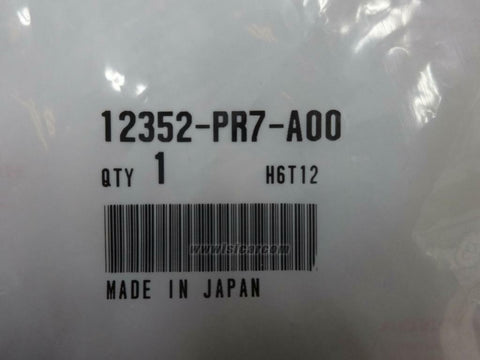 12352-PR7-A00
QTY 1 H6T12
www.isicar.com
MADE IN JAPAN